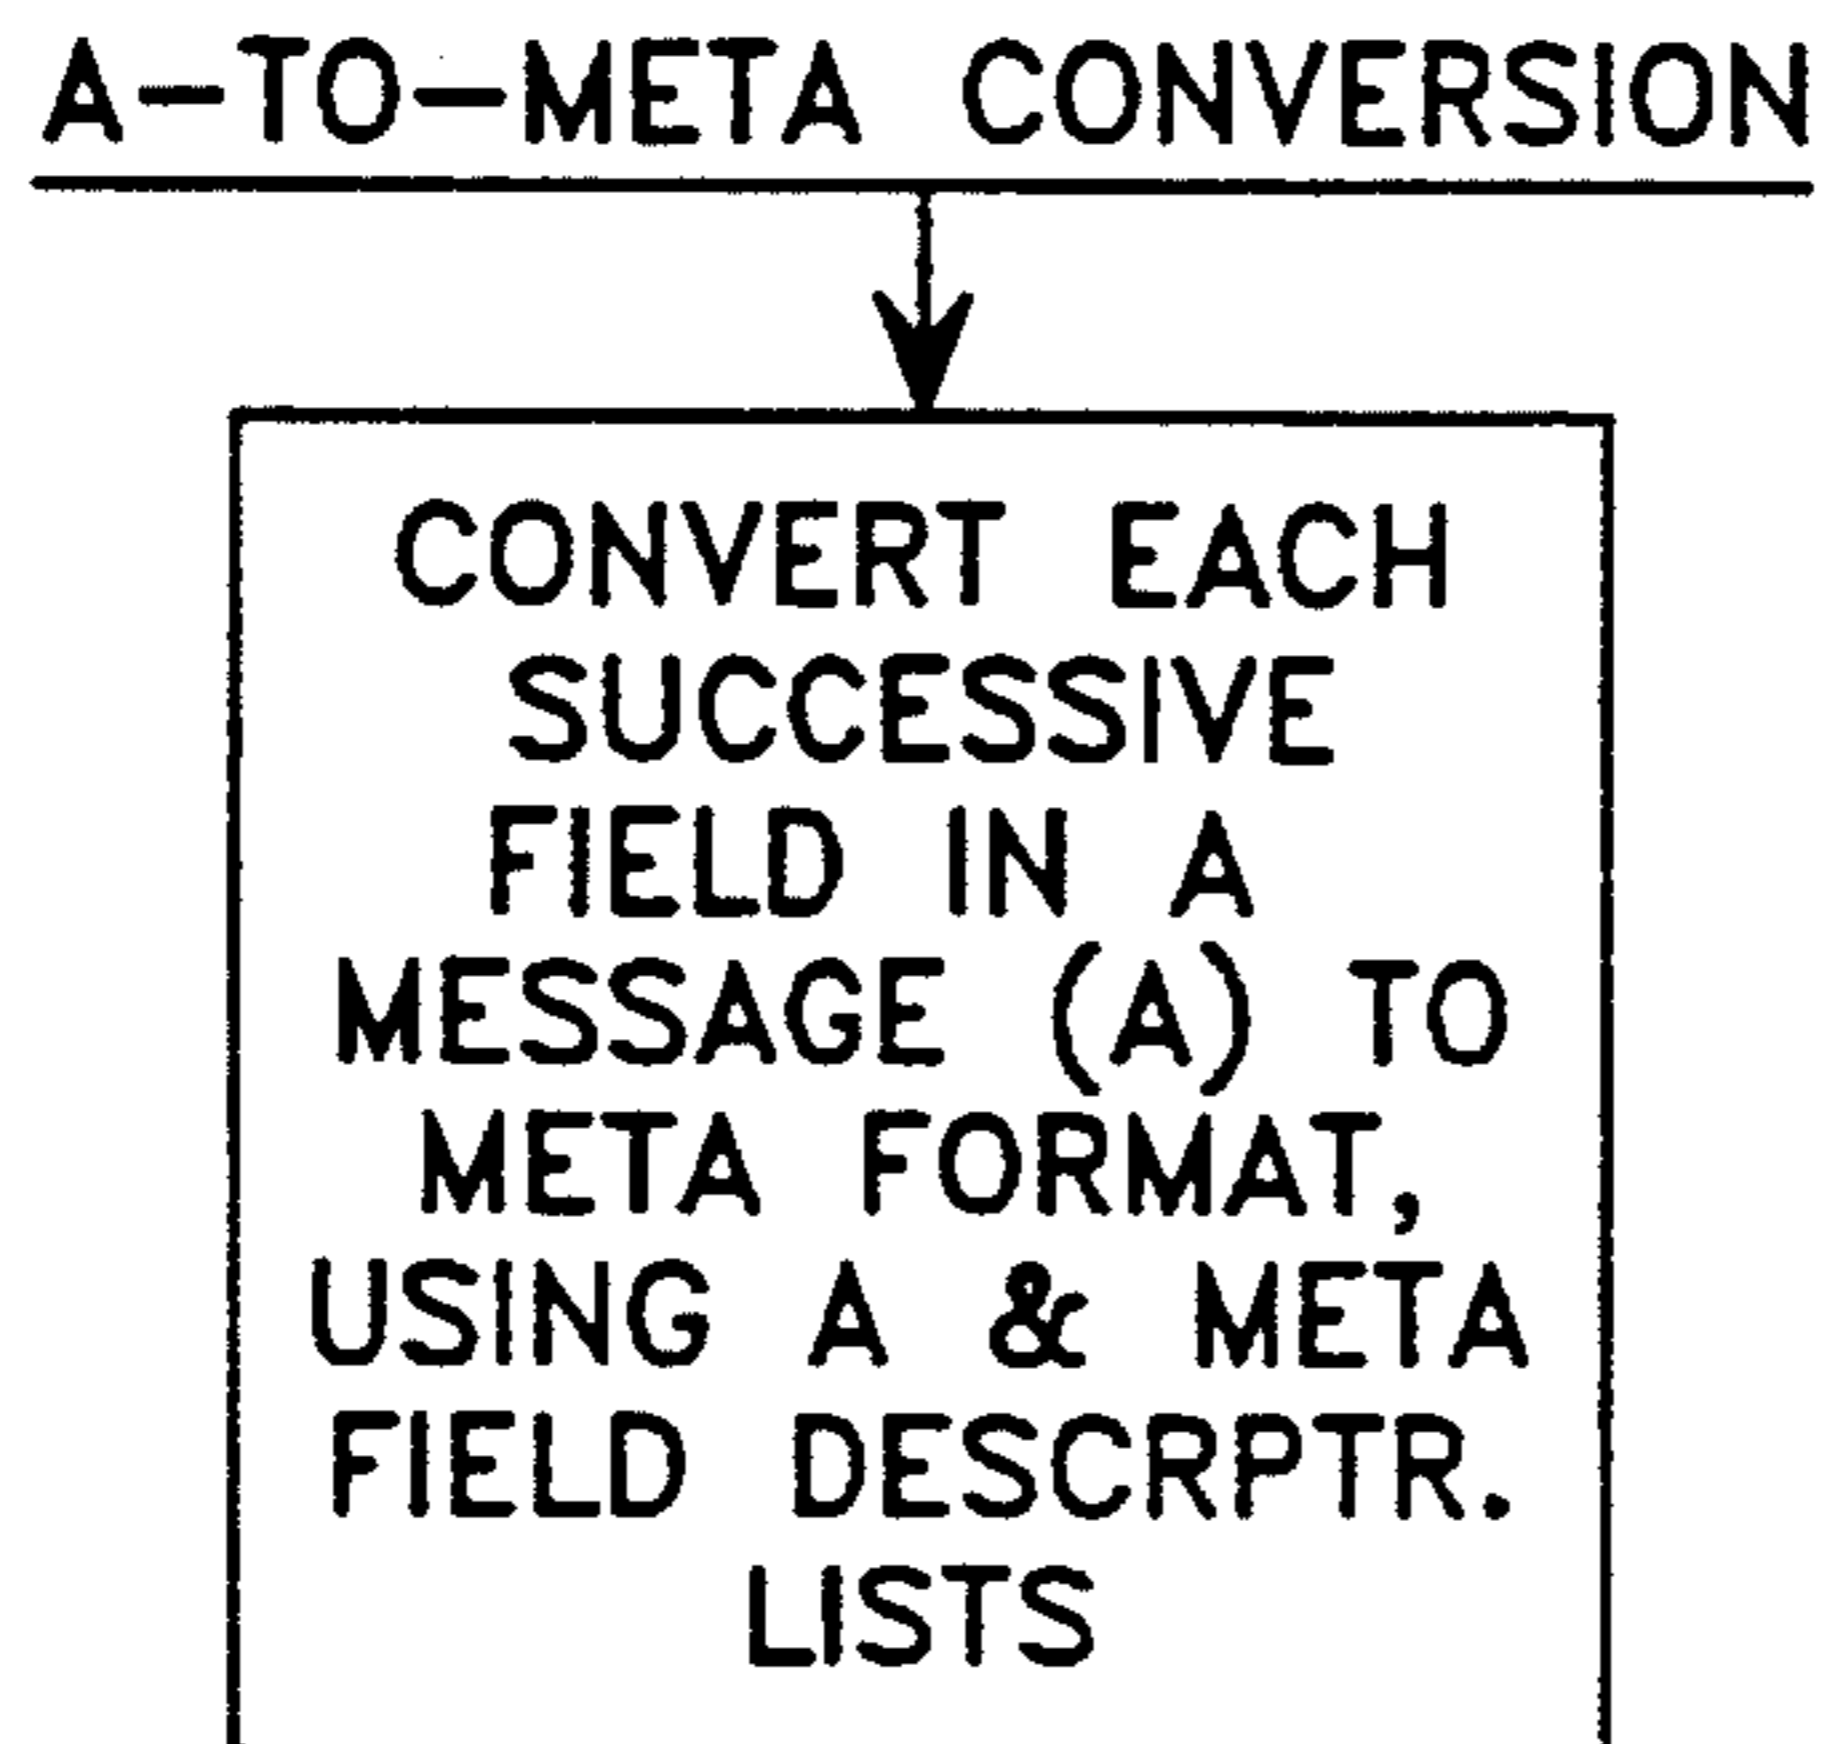 A-TO-META CONVERSION
CONVERT EACH
SUCCESSIVE
FIELD IN A
MESSAGE (A) TO
META FORMAT,
USING A & META
FIELD DESCRPTR.
LISTS